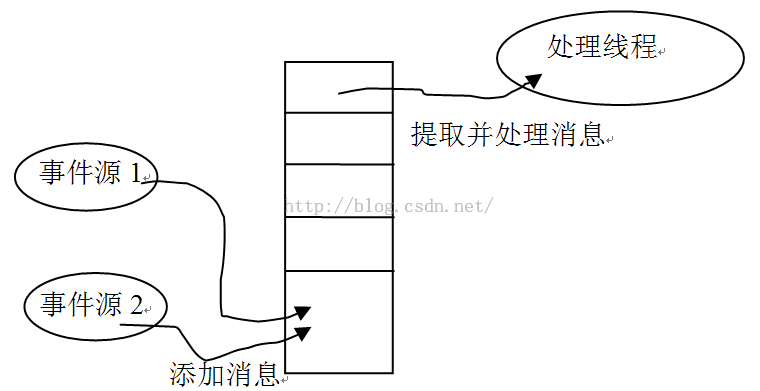 处理线程
提取并处理消息
事件源 1
http://blog.csdn.net/
事件源 2
添加消息